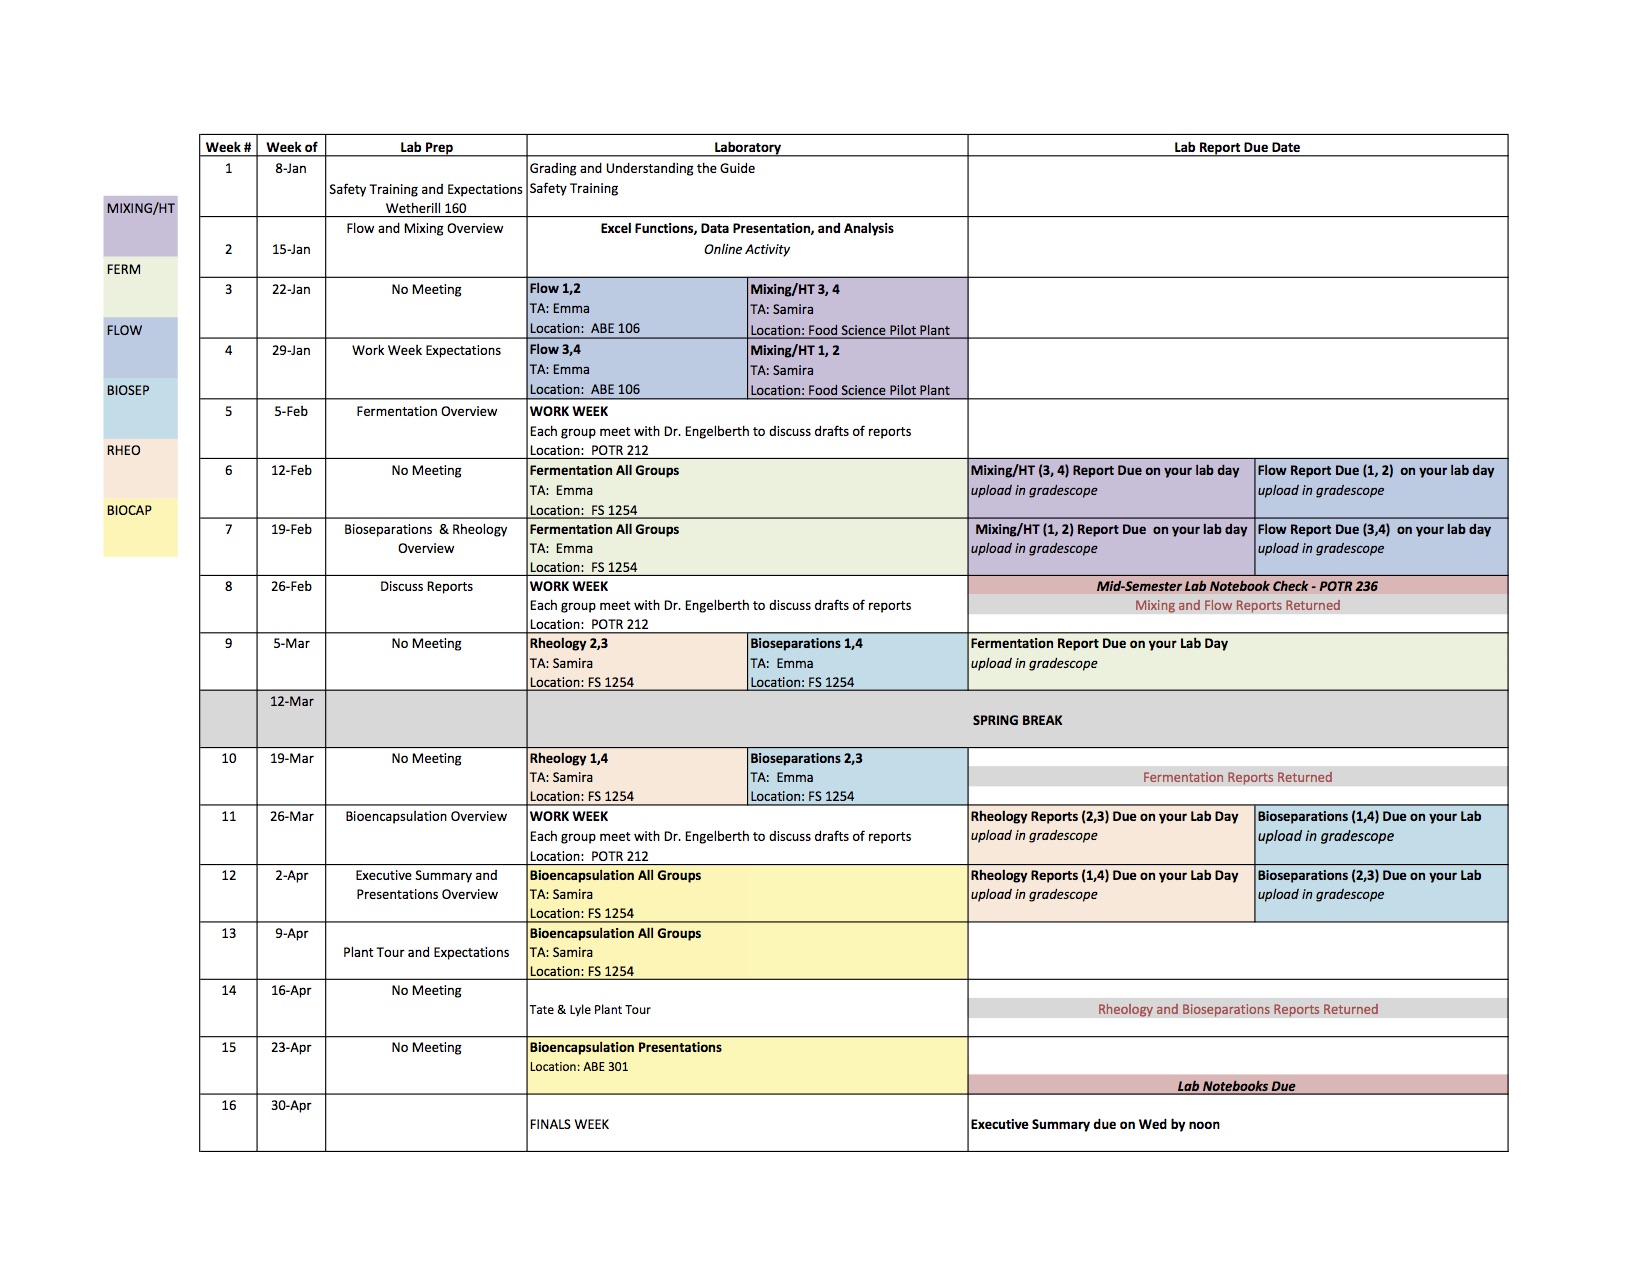 Week #	Week of	Lab Prep	Laboratory	Lab Report Due Date
MIXING/HT
FERM
FLOW
BIOSEP
RHEO
BIOCAP
1	8-Jan
Safety Training and Expectations
Wetherill 160
Grading and Understanding the Guide
Safety Training
2	15-Jan
Flow and Mixing Overview
Excel Functions, Data Presentation, and Analysis
Online Activity
3	22-Jan	No Meeting
Flow 1,2
TA: Emma
Location:  ABE 106
Mixing/HT 3, 4
TA: Samira
Location: Food Science Pilot Plant
4	29-Jan	Work Week Expectations
Flow 3,4
TA: Emma
Location:  ABE 106
Mixing/HT 1, 2
TA: Samira
Location: Food Science Pilot Plant
5	5-Feb	Fermentation Overview
WORK WEEK
Each group meet with Dr. Engelberth to discuss drafts of reports
Location:  POTR 212
6	12-Feb	No Meeting
Fermentation All Groups
TA:  Emma
Location:  FS 1254
Mixing/HT (3, 4) Report Due on your lab day
upload in gradescope
Flow Report Due (1, 2)  on your lab day
upload in gradescope
7	19-Feb
Bioseparations  & Rheology
Overview
Fermentation All Groups
TA:  Emma
Location:  FS 1254
Mixing/HT (1, 2) Report Due  on your lab day
upload in gradescope
Flow Report Due (3,4)  on your lab day
upload in gradescope
8	26-Feb	Discuss Reports
WORK WEEK
Each group meet with Dr. Engelberth to discuss drafts of reports
Location:  POTR 212
Mid-Semester Lab Notebook Check - POTR 236
Mixing and Flow Reports Returned
9	5-Mar	No Meeting
Rheology 2,3
TA: Samira
Location: FS 1254
Bioseparations 1,4
TA:  Emma
Location: FS 1254
Fermentation Report Due on your Lab Day
upload in gradescope
12-Mar
SPRING BREAK
10	19-Mar	No Meeting
Rheology 1,4
TA: Samira
Location: FS 1254
Bioseparations 2,3
TA:  Emma
Location: FS 1254
Fermentation Reports Returned
11	26-Mar	Bioencapsulation Overview
WORK WEEK
Each group meet with Dr. Engelberth to discuss drafts of reports
Location:  POTR 212
Rheology Reports (2,3) Due on your Lab Day
upload in gradescope
Bioseparations (1,4) Due on your Lab
upload in gradescope
12	2-Apr
Executive Summary and
Presentations Overview
Bioencapsulation All Groups
TA: Samira
Location: FS 1254
Rheology Reports (1,4) Due on your Lab Day
upload in gradescope
Bioseparations (2,3) Due on your Lab
upload in gradescope
13	9-Apr
Plant Tour and Expectations
Bioencapsulation All Groups
TA: Samira
Location: FS 1254
14	16-Apr	No Meeting
Tate & Lyle Plant Tour
Rheology and Bioseparations Reports Returned
15	23-Apr	No Meeting
Bioencapsulation Presentations
Location: ABE 301
Lab Notebooks Due
16	30-Apr
FINALS WEEK
Executive Summary due on Wed by noon